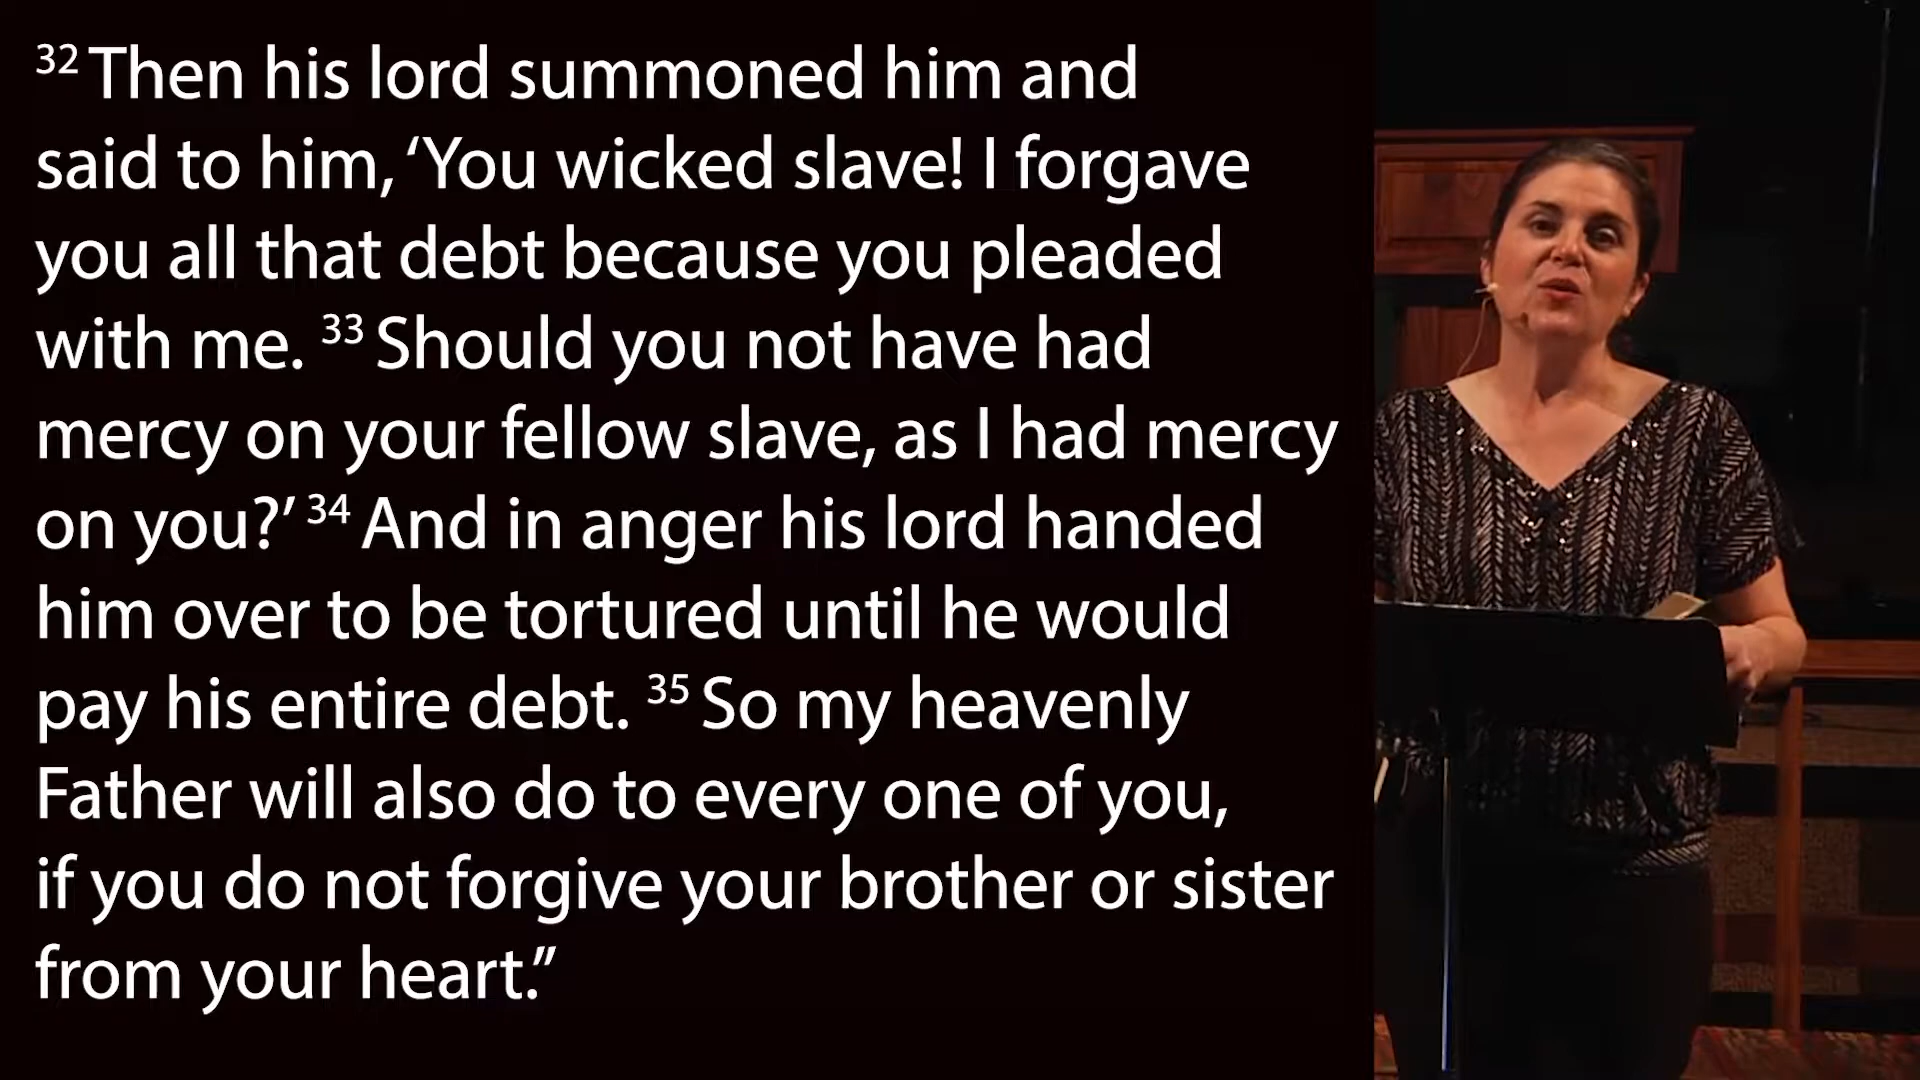 32 Then his lord summoned him and
said to him, ‘You wicked slave! I forgave
you all that debt because you pleaded
with me. 33 Should you not have had
mercy on your fellow slave, as I had mercy
on you?’ 34 And in anger his lord handed
him over to be tortured until he would
pay his entire debt. 35 So my heavenly
Father will also do to every one of you,
if you do not forgive your brother or sister
from your heart.”